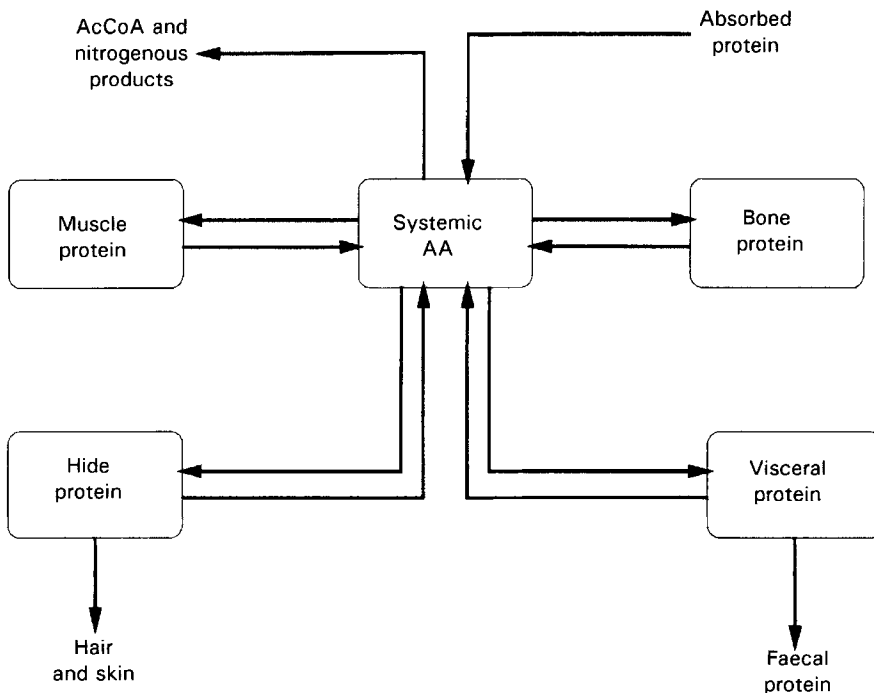 AcCoA and
nitrogenous
products
Absorbed
protein
Muscle
protein
Systemic
AA
Bone
protein
Hide
protein
Visceral
protein
Hair
and skin
Faecal
protein